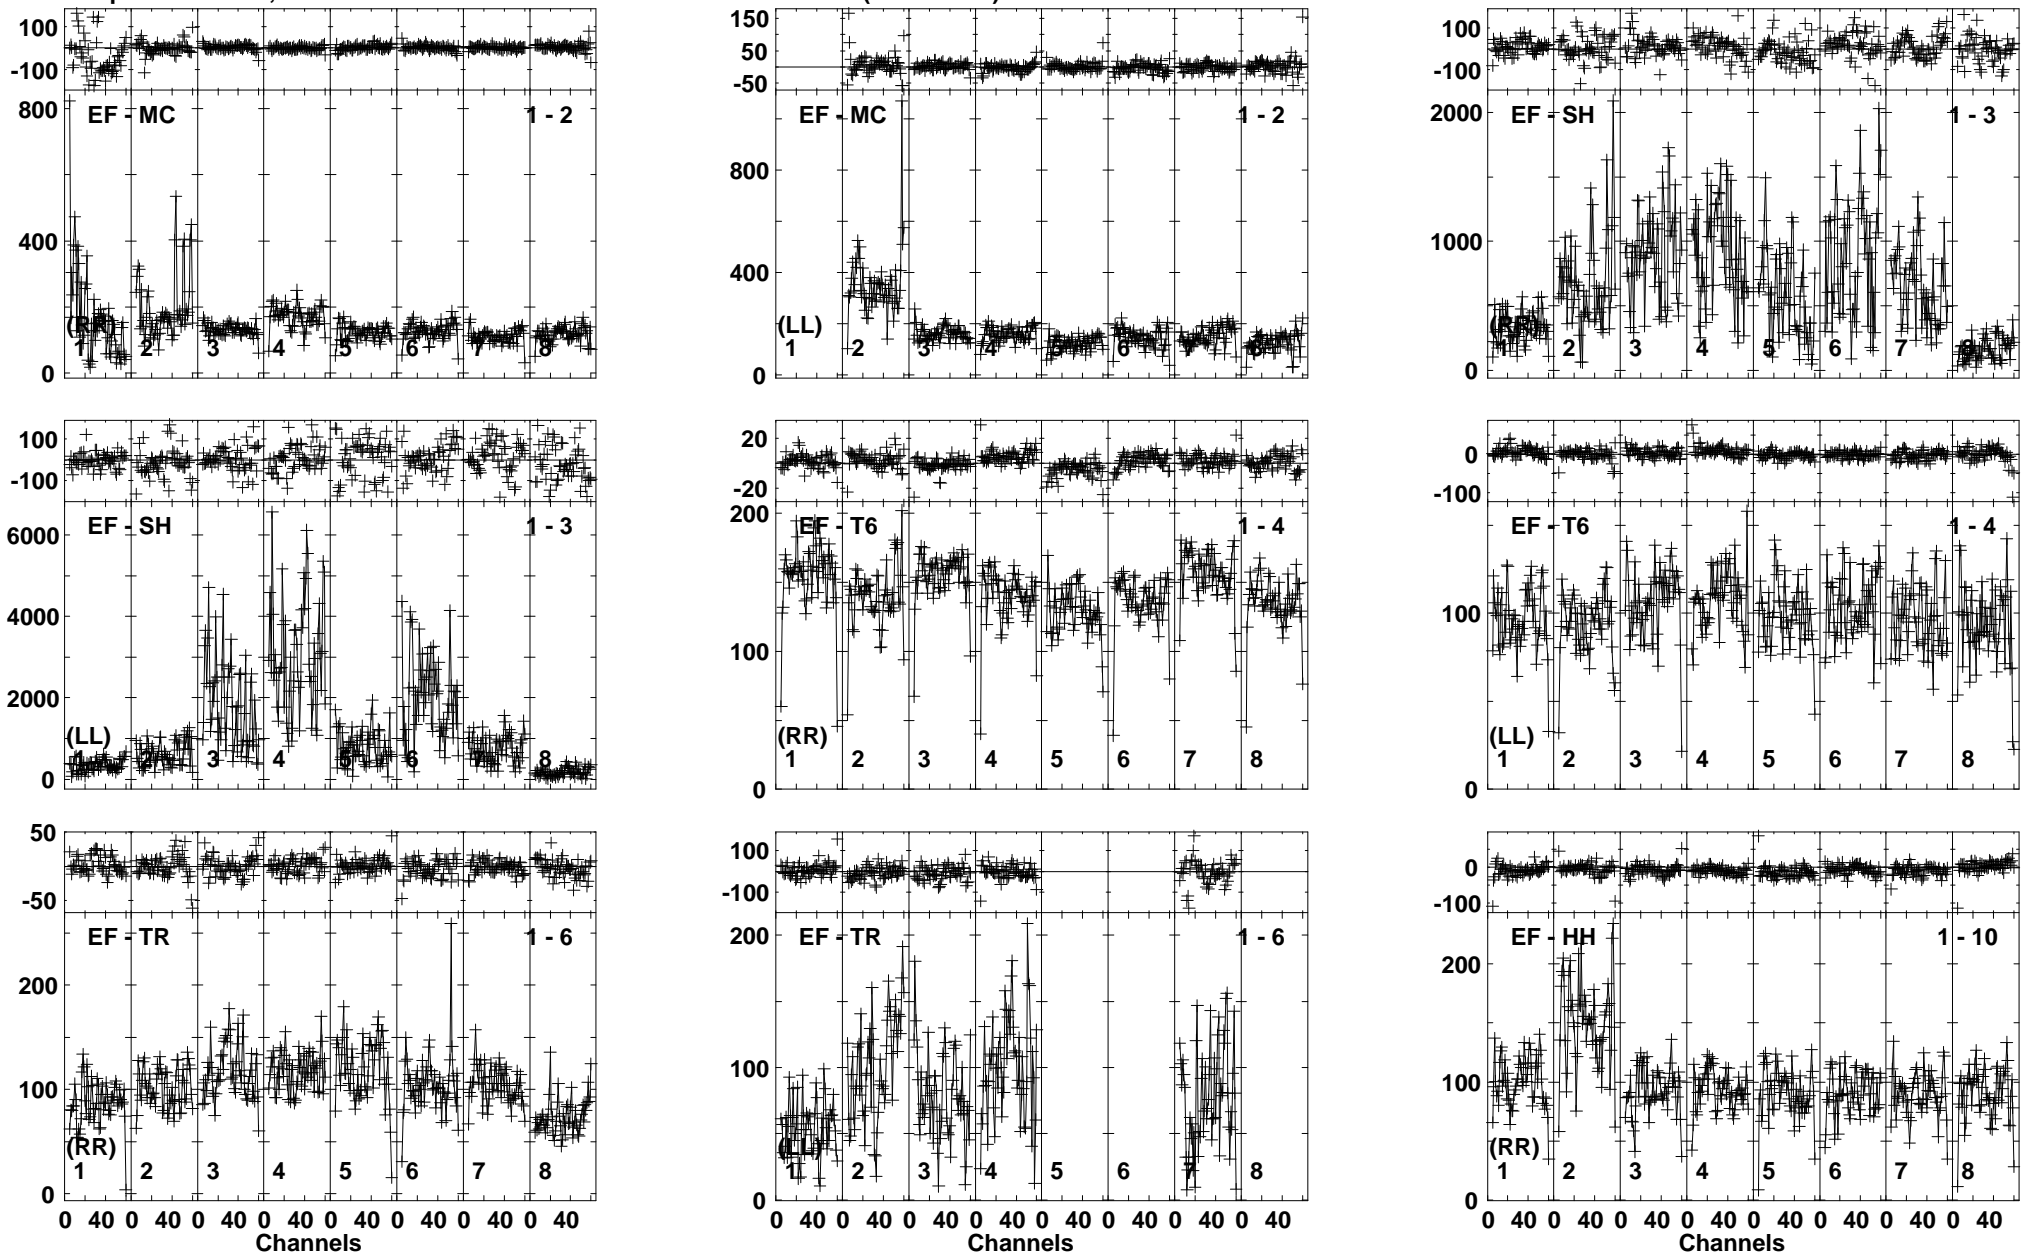 100 -100 800 400 0
EF - MC 1 - 2
(RR)
1 2 3 4 5 6 7 8
150 50 -50 800 400 0
EF - MC 1 - 2
(LL)
1 2 3 4 5 6 7 8
100 -100 2000 1000 0
EF - SH 1 - 3
(RR)
1 2 3 4 5 6 7 8
100 -100 6000 4000 2000 0
EF - SH 1 - 3
(LL)
1 2 3 4 5 6 7 8
20 -20 200 100 0
EF - T6 1 - 4
(RR)
1 2 3 4 5 6 7 8
0 -100 100 0
EF - T6 1 - 4
(LL)
1 2 3 4 5 6 7 8
50 -50 200 100 0
EF - TR 1 - 6
(RR)
1 2 3 4 5 6 7 8
0 40 0 40 0 40 0 40 0 40 0 40 0 40 0 40
Channels
100 -100 200 100 0
EF - TR 1 - 6
(LL)
1 2 3 4 5 6 7 8
0 40 0 40 0 40 0 40 0 40 0 40 0 40 0 40
Channels
0 -100 200 100 0
EF - HH 1 - 10
(RR)
1 2 3 4 5 6 7 8
0 40 0 40 0 40 0 40 0 40 0 40 0 40 0 40
Channels